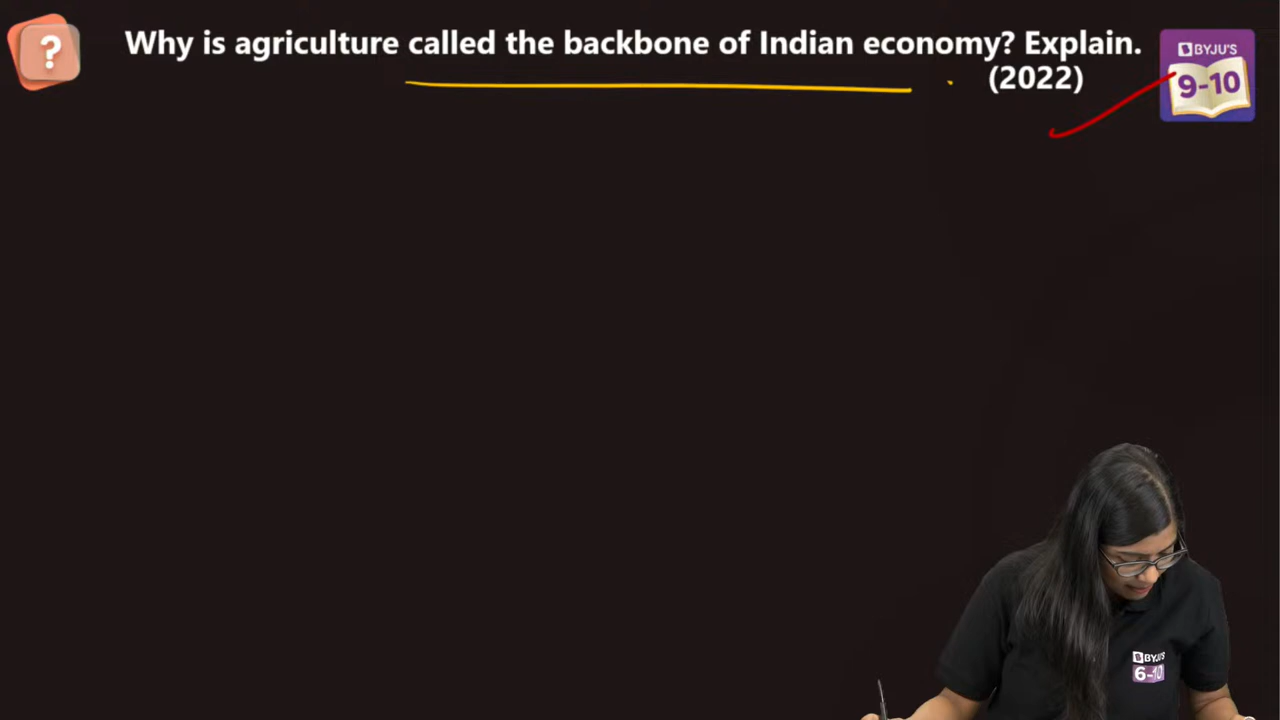 ?
Why is agriculture called the backbone of Indian economy? Explain.
(2022)
BYJU'S
9-10
BYJU'S
6-10